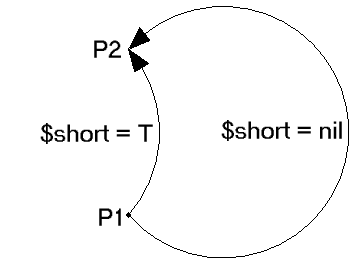 P2
$short = T
$short = nil
P1